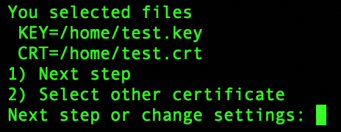 You selected files
 KEY=/home/test.key
 CRT=/home/test.crt
1) Next step
2) Select other certificate
Next step or change settings: